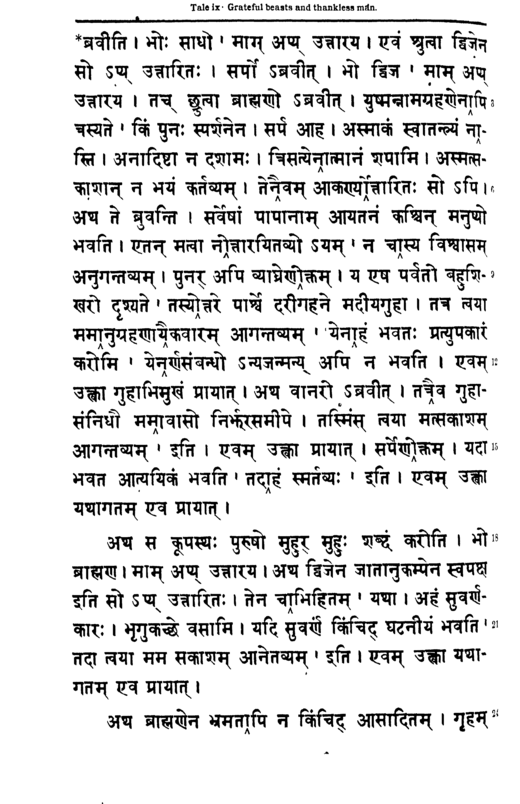 Tale ix· Grateful beasts and thankless man.
*ब्रवीति। भोः साधो ' माम् अप्य् उत्तारय। एवं श्रुत्वा द्विजेन
सो ऽप्य् उत्तारितः। सर्पो ऽब्रवीत्। भो द्विज ' माम् अप्य्
उत्तारय। तच् छ्रुत्वा ब्राह्मणो ऽब्रवीत्। युष्मन्नामग्रहणेनापि 3
त्रस्यते ' किं पुनः स्पर्शनेन। सर्प आह। अस्माकं स्वातन्त्र्यं ना-
स्ति। अनादिष्टा न दशामः। त्रिसत्येनात्मानं शपामि। अस्मत्स-
काशान् न भयं कर्तव्यम्। तेनैवम् आकर्ण्योत्तारितः सो ऽपि। 6
अथ ते ब्रुवन्ति। सर्वेषां पापानाम् आयतनं कश्चिन् मनुष्यो
भवति। एतन् मत्वा नोत्तारयितव्यो ऽयम् ' न चास्य विश्वासम्
अनुगन्तव्यम्। पुनर् अपि व्याघ्रेणोक्तम्। य एष पर्वतो बहुशि- 9
खरो दृश्यते ' तस्योत्तरे पार्श्वे दरीगहने मदीयगुहा। तत्र त्वया
ममानुग्रहणायैकवारम् आगन्तव्यम् ' येनाहं भवतः प्रत्युपकारं
करोमि ' येनर्णसंबन्धो ऽन्यजन्मन्य् अपि न भवति। एवम् 12
उक्त्वा गुहाभिमुखं प्रायात्। अथ वानरो ऽब्रवीत्। तत्रैव गुहा-
संनिधौ ममावासो निर्झरसमीपे। तस्मिंस् त्वया मत्सकाशम्
आगन्तव्यम् ' इति। एवम् उक्त्वा प्रायात्। सर्पेणोक्तम्। यदा 15
भवत आत्ययिकं भवति ' तदाहं स्मर्तव्यः ' इति। एवम् उक्त्वा
यथागतम् एव प्रायात्।
अथ स कूपस्थः पुरुषो मुहुर् मुहुः शब्दं करोति। भो 18
ब्राह्मण। माम् अप्य् उत्तारय। अथ द्विजेन जातानुकम्पेन स्वपक्ष
इति सो ऽप्य् उत्तारितः। तेन चाभिहितम् ' यथा। अहं सुवर्ण-
कारः। भृगुकच्छे वसामि। यदि सुवर्णं किंचिद् घटनीयं भवति ' 21
तदा त्वया मम सकाशम् आनेतव्यम् ' इति। एवम् उक्त्वा यथा-
गतम् एव प्रायात्।
अथ ब्राह्मणेन भ्रमतापि न किंचिद् आसादितम्। गृहम् 24